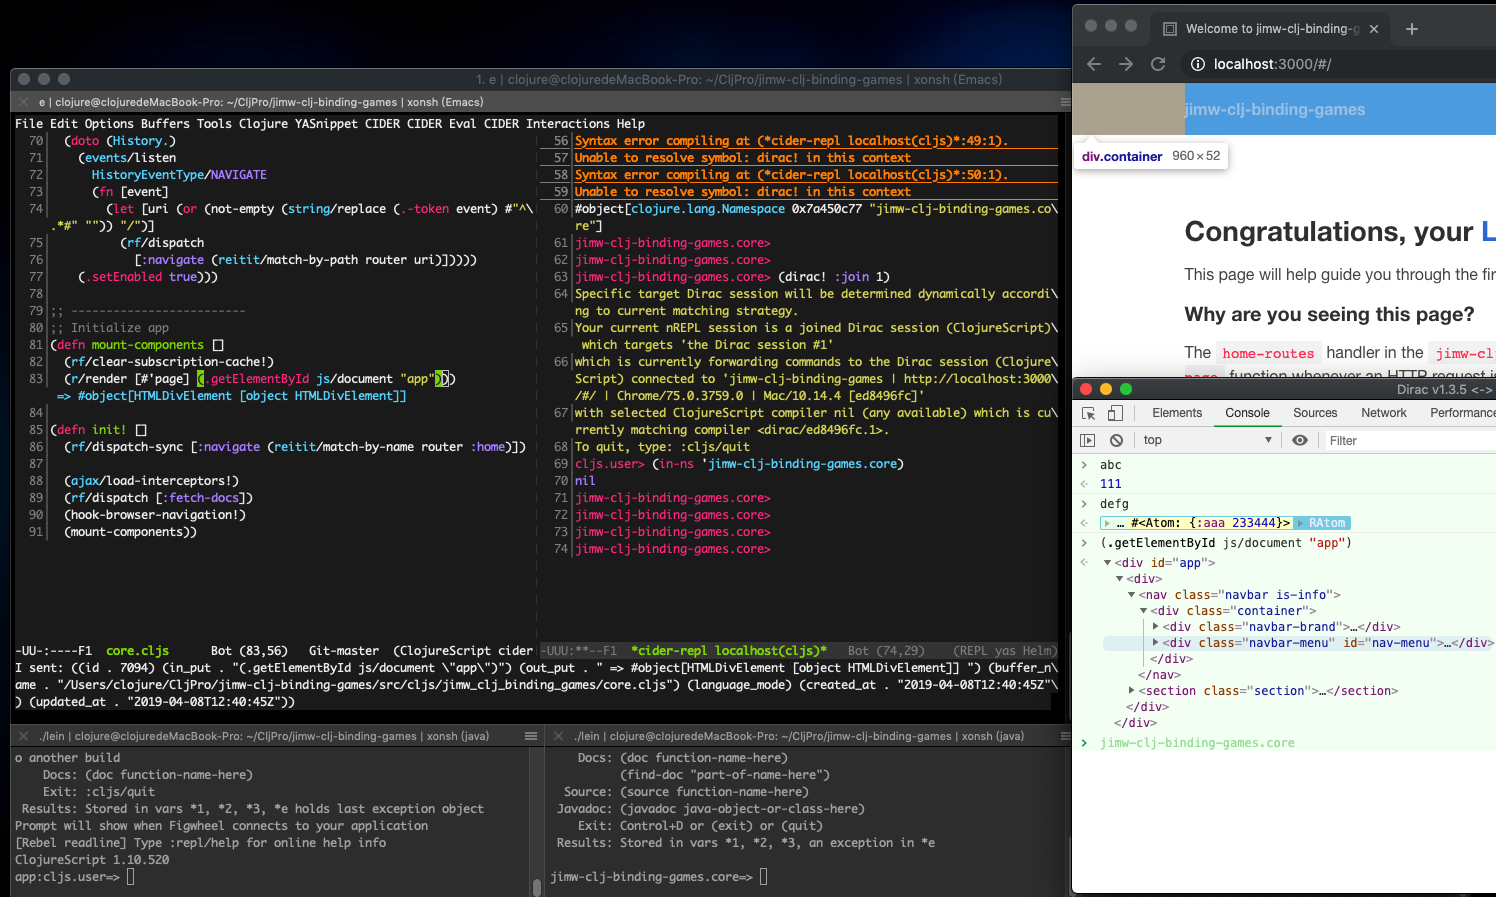 1. e | clojure@clojuredeMacBook-Pro: ~/CljPro/jimw-clj-binding-games | xonsh (Emacs)
e | clojure@clojuredeMacBook-Pro: ~/CljPro/jimw-clj-binding-games | xonsh (Emacs)
File Edit Options Buffers Tools Clojure YASnippet CIDER CIDER Eval CIDER Interactions Help
70 (doto (History.)
71 (events/listen
72 HistoryEventType/NAVIGATE
73 (fn [event]
74 (let [uri (or (not-empty (string/replace (.-token event) #"^\
.*#" "")) "/")]
75 (rf/dispatch
76 [:navigate (reitit/match-by-path router uri)]))))
77 (.setEnabled true)))
78
79 ;; -------------------------
80 ;; Initialize app
81 (defn mount-components []
82 (rf/clear-subscription-cache!)
83 (r/render [#'page] (.getElementById js/document "app")))
=> #object[HTMLDivElement [object HTMLDivElement]]
84
85 (defn init! []
86 (rf/dispatch-sync [:navigate (reitit/match-by-name router :home)])
87
88 (ajax/load-interceptors!)
89 (rf/dispatch [:fetch-docs])
90 (hook-browser-navigation!)
91 (mount-components))
-UU-:----F1 core.cljs Bot (83,56) Git-master (ClojureScript cider
56 Syntax error compiling at (*cider-repl localhost(cljs)*:49:1).
57 Unable to resolve symbol: dirac! in this context
58 Syntax error compiling at (*cider-repl localhost(cljs)*:50:1).
59 Unable to resolve symbol: dirac! in this context
60 #object[clojure.lang.Namespace 0x7a450c77 "jimw-clj-binding-games.co\
re"]
61 jimw-clj-binding-games.core>
62 jimw-clj-binding-games.core>
63 jimw-clj-binding-games.core> (dirac! :join 1)
64 Specific target Dirac session will be determined dynamically accordi\
ng to current matching strategy.
65 Your current nREPL session is a joined Dirac session (ClojureScript)\
which targets 'the Dirac session #1'
66 which is currently forwarding commands to the Dirac session (Clojure\
Script) connected to 'jimw-clj-binding-games | http://localhost:3000\
/#/ | Chrome/75.0.3759.0 | Mac/10.14.4 [ed8496fc]'
67 with selected ClojureScript compiler nil (any available) which is cu\
rrently matching compiler <dirac/ed8496fc.1>.
68 To quit, type: :cljs/quit
69 cljs.user> (in-ns 'jimw-clj-binding-games.core)
70 nil
71 jimw-clj-binding-games.core>
72 jimw-clj-binding-games.core>
73 jimw-clj-binding-games.core>
74 jimw-clj-binding-games.core>
-UUU:**--F1 *cider-repl localhost(cljs)* Bot (74,29) (REPL yas Helm)
I sent: ((id . 7094) (in_put . "(.getElementById js/document \"app\")") (out_put . " => #object[HTMLDivElement [object HTMLDivElement]] ") (buffer_n\
ame . "/Users/clojure/CljPro/jimw-clj-binding-games/src/cljs/jimw_clj_binding_games/core.cljs") (language_mode) (created_at . "2019-04-08T12:40:45Z"\
) (updated_at . "2019-04-08T12:40:45Z"))
./lein | clojure@clojuredeMacBook-Pro: ~/CljPro/jimw-clj-binding-games | xonsh (java)
o another build
Docs: (doc function-name-here)
Exit: :cljs/quit
Results: Stored in vars *1, *2, *3, *e holds last exception object
Prompt will show when Figwheel connects to your application
[Rebel readline] Type :repl/help for online help info
ClojureScript 1.10.520
app:cljs.user=>
./lein | clojure@clojuredeMacBook-Pro: ~/CljPro/jimw-clj-binding-games | xonsh (java)
Docs: (doc function-name-here)
(find-doc "part-of-name-here")
Source: (source function-name-here)
Javadoc: (javadoc java-object-or-class-here)
Exit: Control+D or (exit) or (quit)
Results: Stored in vars *1, *2, *3, an exception in *e
jimw-clj-binding-games.core=>
Welcome to jimw-clj-binding-g
localhost:3000/#/
jimw-clj-binding-games
div.container 960 × 52
Congratulations, your L
This page will help guide you through the fir
Why are you seeing this page?
The home-routes handler in the jimw-cl
page function whenever an HTTP request is
Dirac v1.3.5 <->
Elements Console Sources Network Performance
top Filter
abc
111
defg
… #<Atom: {:aaa 233444}> RAtom
(.getElementById js/document "app")
<div id="app">
<div>
<nav class="navbar is-info">
<div class="container">
<div class="navbar-brand">…</div>
<div class="navbar-menu" id="nav-menu">…</div>
</div>
</nav>
<section class="section">…</section>
</div>
</div>
jimw-clj-binding-games.core